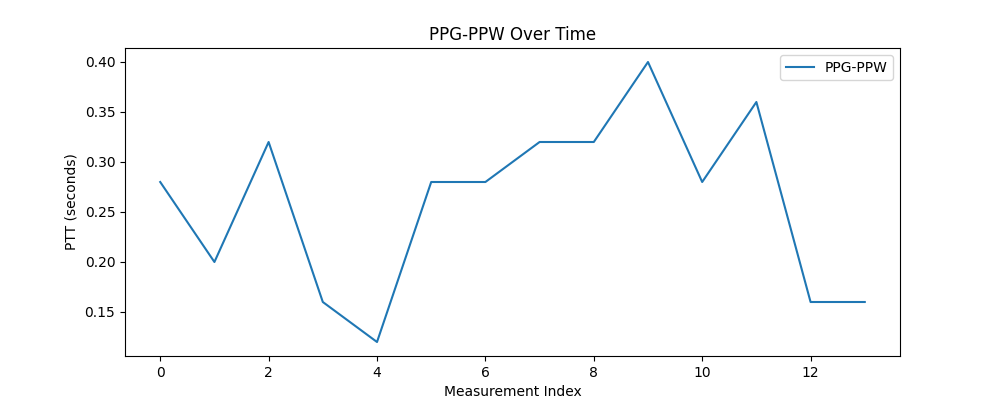 PPG-PPW Over Time
PPG-PPW
0.40
0.35
0.30
0.25
0.20
0.15
PTT (seconds)
0 2 4 6 8 10 12
Measurement Index